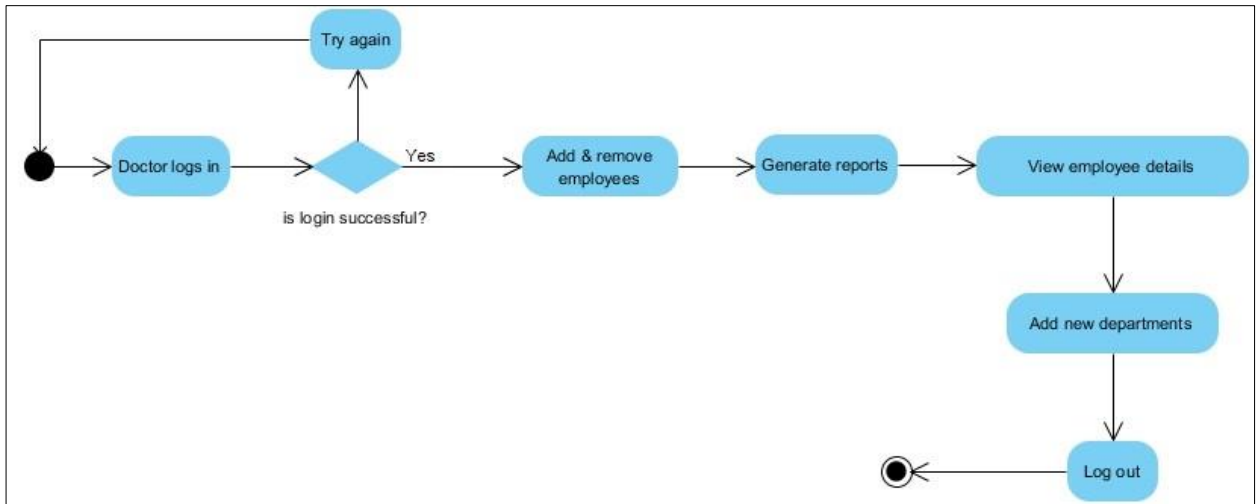 Try again
Doctor logs in
Yes
is login successful?
Add & remove
employees
Generate reports
View employee details
Add new departments
Log out